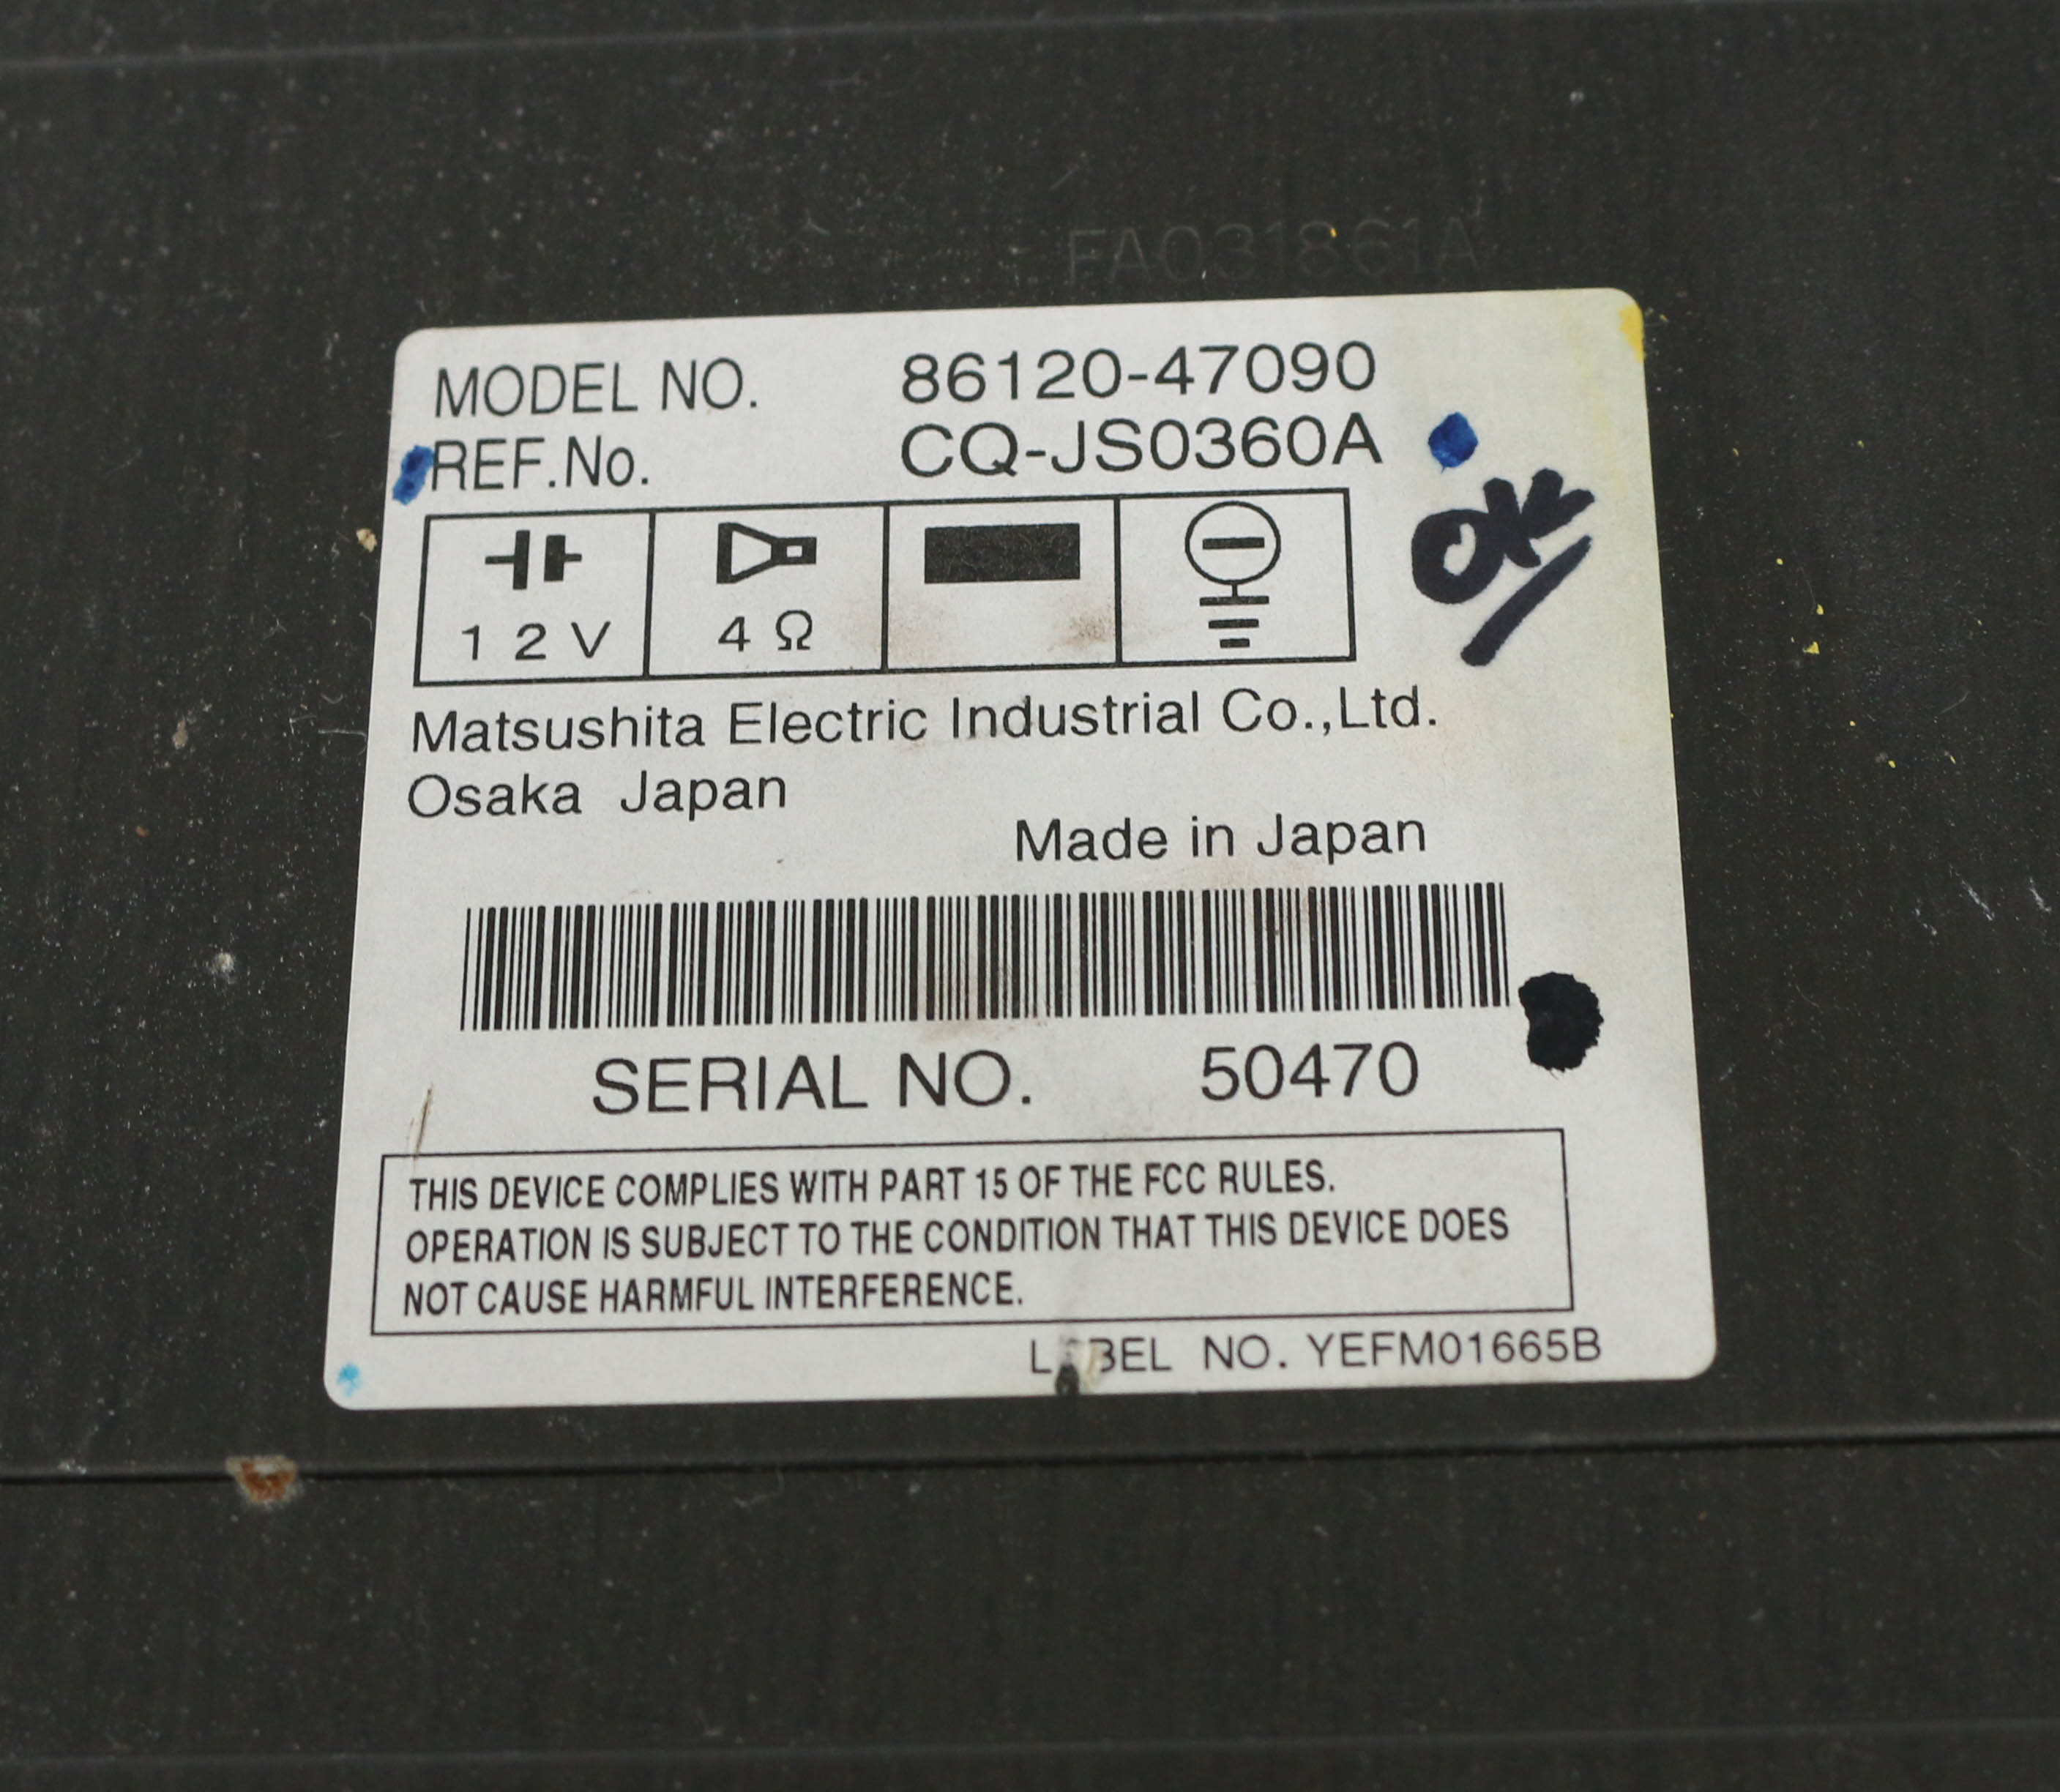 FA031861A
MODEL NO. 86120-47090
REF.No. CQ-JS0360A
OK
12V 4Ω
Matsushita Electric Industrial Co.,Ltd.
Osaka Japan
Made in Japan
SERIAL NO. 50470
THIS DEVICE COMPLIES WITH PART 15 OF THE FCC RULES.
OPERATION IS SUBJECT TO THE CONDITION THAT THIS DEVICE DOES
NOT CAUSE HARMFUL INTERFERENCE.
LABEL NO. YEFM01665B